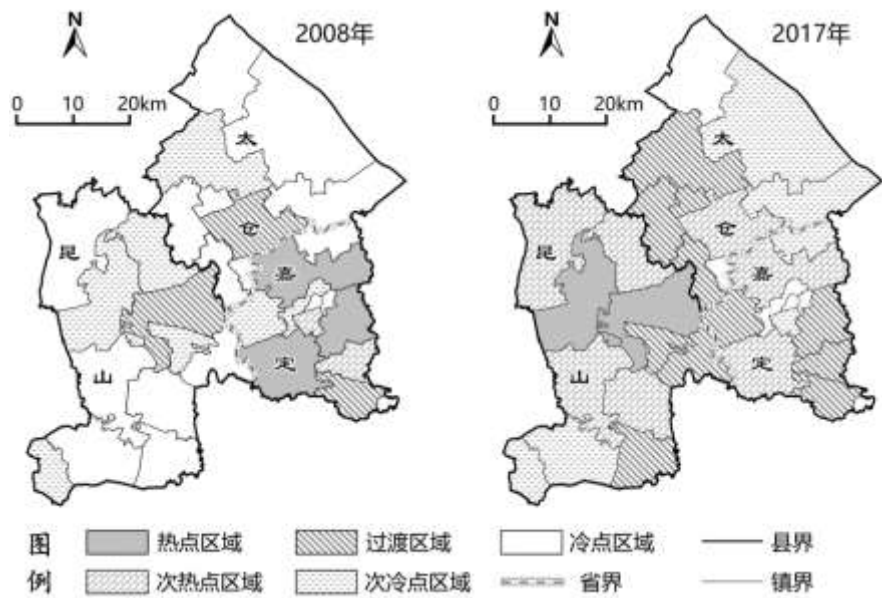 N 2008年 N 2017年
0 10 20km 0 10 20km
太 太
仓 仓
昆 嘉 昆 嘉
山 定 山 定
图 热点区域 过渡区域 冷点区域 县界
例 次热点区域 次冷点区域 省界 镇界